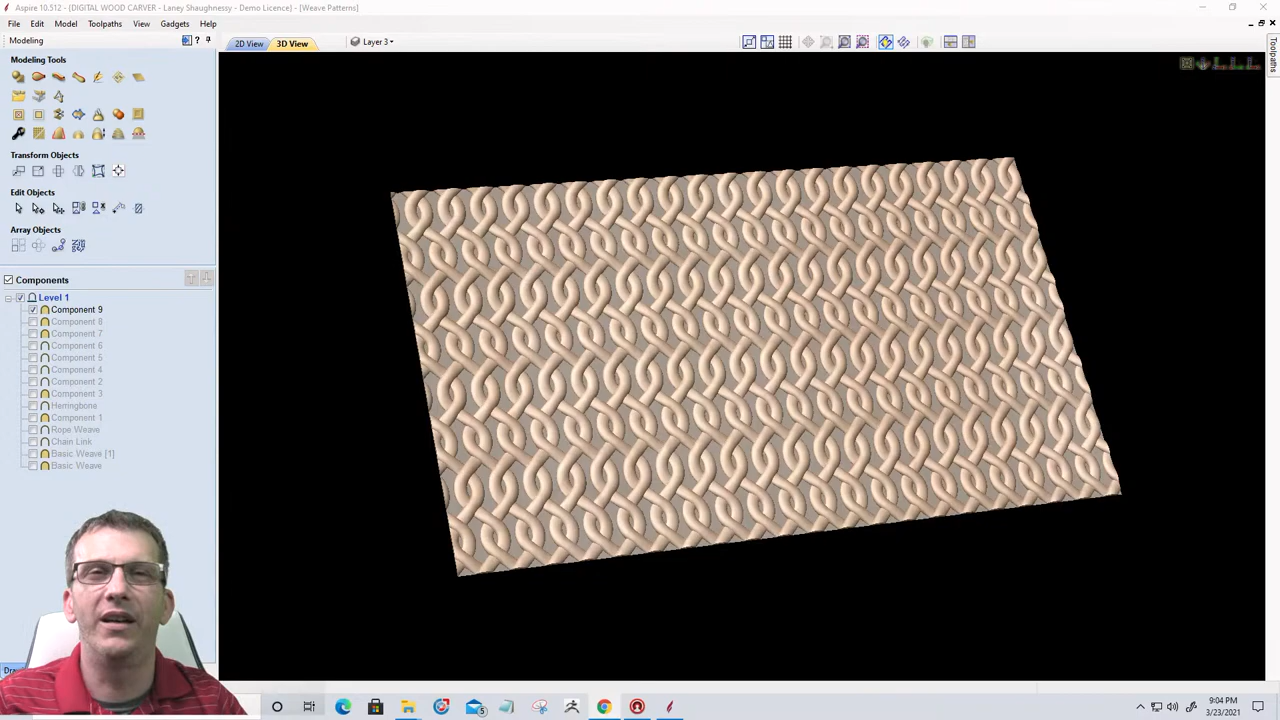 Aspire 10.512 - (DIGITAL WOOD CARVER - Laney Shaughnessy - Demo Licence) - [Weave Patterns]
File Edit Model Toolpaths View Gadgets Help
Modeling
2D View 3D View Layer 3
Toolpaths
Modeling Tools
Transform Objects
Edit Objects
Array Objects
Components
Level 1
Component 9
Component 8
Component 7
Component 6
Component 5
Component 4
Component 2
Component 3
Herringbone
Component 1
Rope Weave
Chain Link
Basic Weave [1]
Basic Weave
5
9:04 PM
3/23/2021